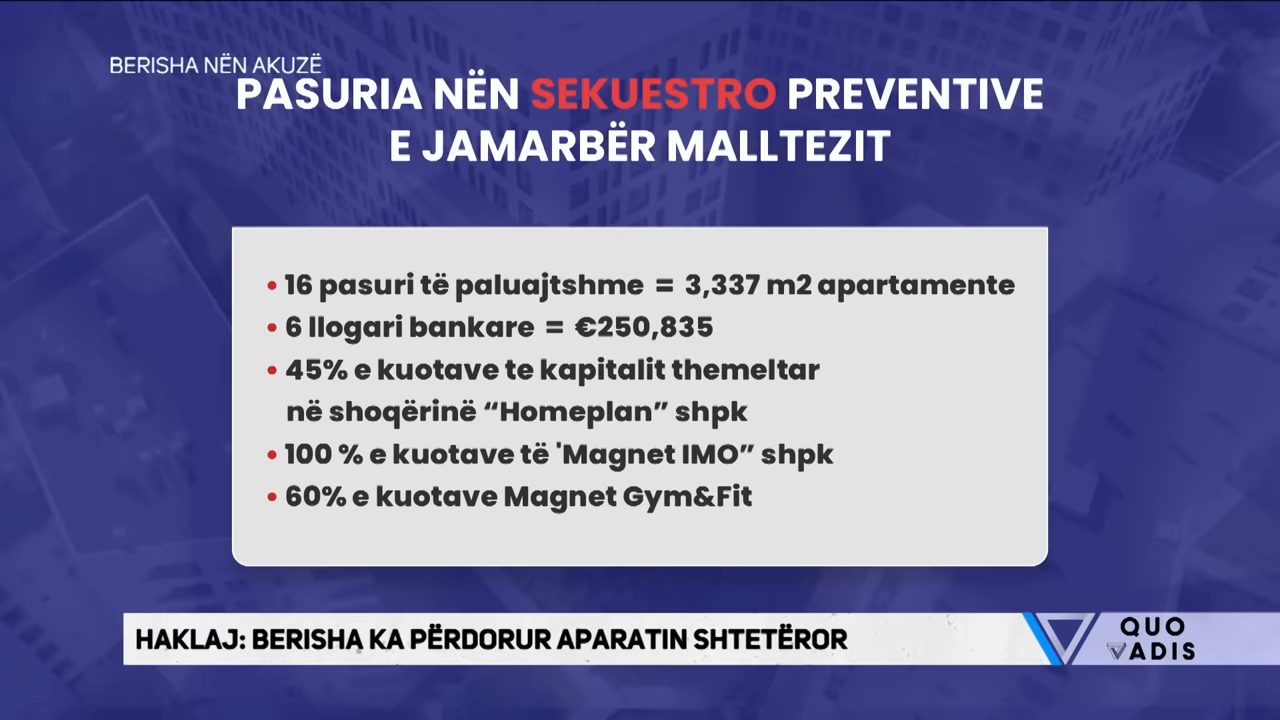 BERISHA NËN AKUZË
PASURIA NËN SEKUESTRO PREVENTIVE
E JAMARBËR MALLTEZIT
• 16 pasuri të paluajtshme = 3,337 m2 apartamente
• 6 llogari bankare = €250,835
• 45% e kuotave te kapitalit themeltar
në shoqërinë “Homeplan” shpk
• 100 % e kuotave të 'Magnet IMO” shpk
• 60% e kuotave Magnet Gym&Fit
HAKLAJ: BERISHA KA PËRDORUR APARATIN SHTETËROR
QUO
VADIS